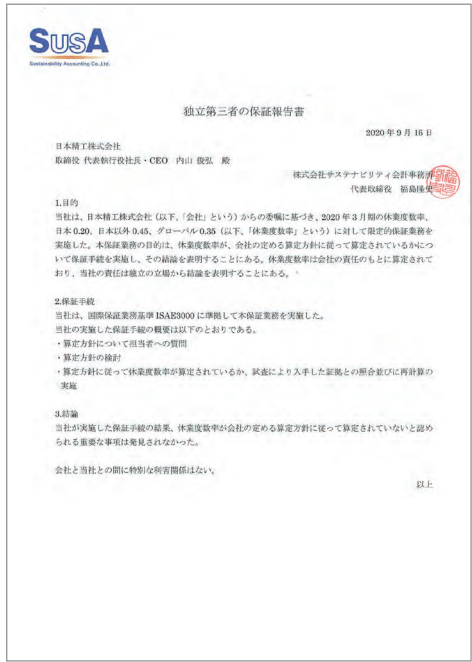 SusA
Sustainability Accounting Co.,Ltd.
独立第三者の保証報告書
2020年9月16日
日本精工株式会社
取締役 代表執行役社長・CEO 内山 俊弘 殿
株式会社サステナビリティ会計事務所
代表取締役 福島隆史
1.目的
当社は、日本精工株式会社（以下、「会社」という）からの委嘱に基づき、2020年3月期の休業度数率、
日本0.20、日本以外0.45、グローバル0.35（以下、「休業度数率」という）に対して限定的保証業務を
実施した。本保証業務の目的は、休業度数率が、会社の定める算定方針に従って算定されているかにつ
いて保証手続を実施し、その結論を表明することにある。休業度数率は会社の責任のもとに算定されて
おり、当社の責任は独立の立場から結論を表明することにある。
2.保証手続
当社は、国際保証業務基準 ISAE3000 に準拠して本保証業務を実施した。
当社の実施した保証手続の概要は以下のとおりである。
・算定方針について担当者への質問
・算定方針の検討
・算定方針に従って休業度数率が算定されているか、試査により入手した証拠との照合並びに再計算の
実施
3.結論
当社が実施した保証手続の結果、休業度数率が会社の定める算定方針に従って算定されていないと認め
られる重要な事項は発見されなかった。
会社と当社との間に特別な利害関係はない。
以上